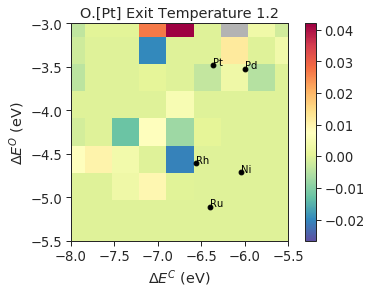 O.[Pt] Exit Temperature 1.2
−3.0
−3.5
−4.0
−4.5
−5.0
−5.5
ΔE^O (eV)
Pt
Pd
Rh
Ni
Ru
−8.0 −7.5 −7.0 −6.5 −6.0 −5.5
ΔE^C (eV)
0.04
0.03
0.02
0.01
0.00
−0.01
−0.02